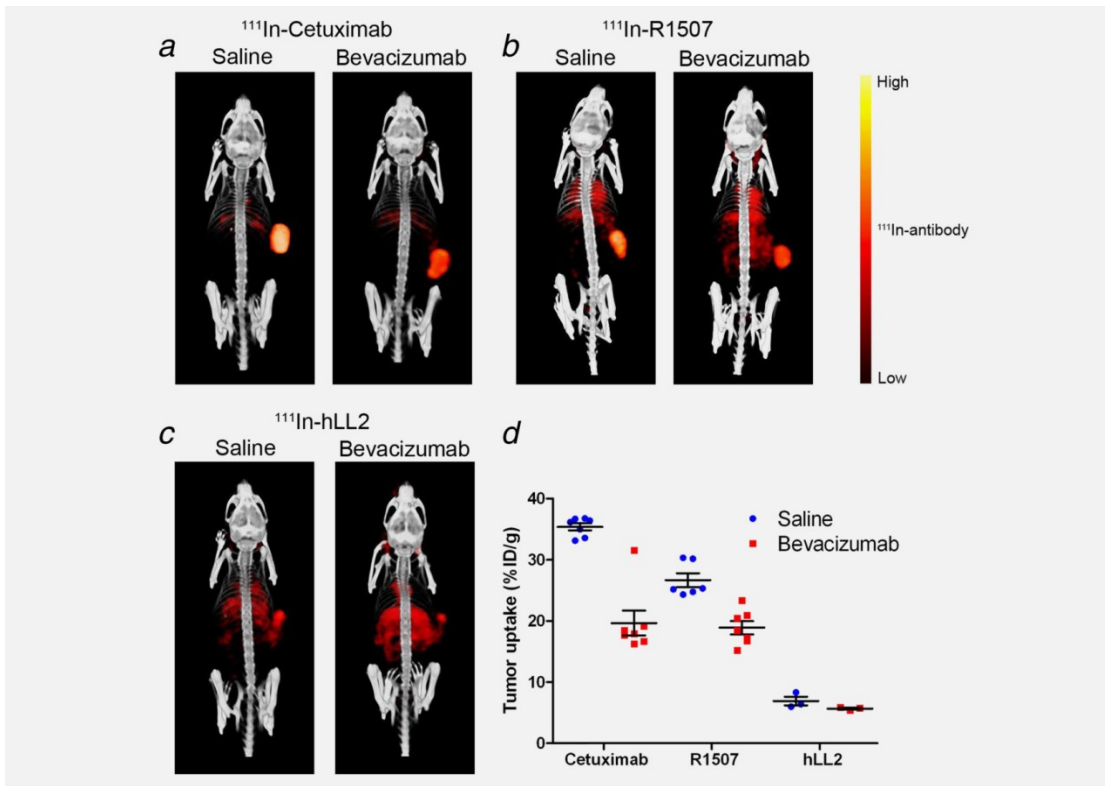 a
¹¹¹In-Cetuximab
Saline Bevacizumab
b
¹¹¹In-R1507
Saline Bevacizumab
High
¹¹¹In-antibody
Low
c
¹¹¹In-hLL2
Saline Bevacizumab
d
Tumor uptake (%ID/g)
40
30
20
10
0
Saline
Bevacizumab
Cetuximab R1507 hLL2